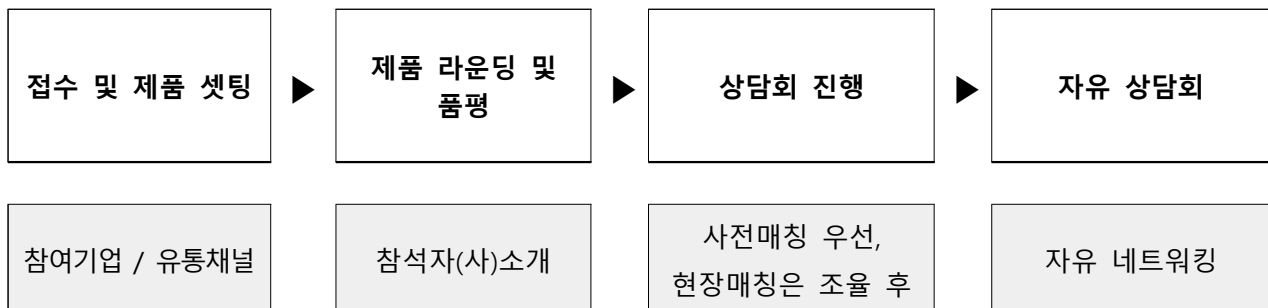 접수 및 제품 셋팅
▶
제품 라운딩 및
품평
▶
상담회 진행
▶
자유 상담회
참여기업 / 유통채널
참석자(사)소개
사전매칭 우선,
현장매칭은 조율 후
자유 네트워킹